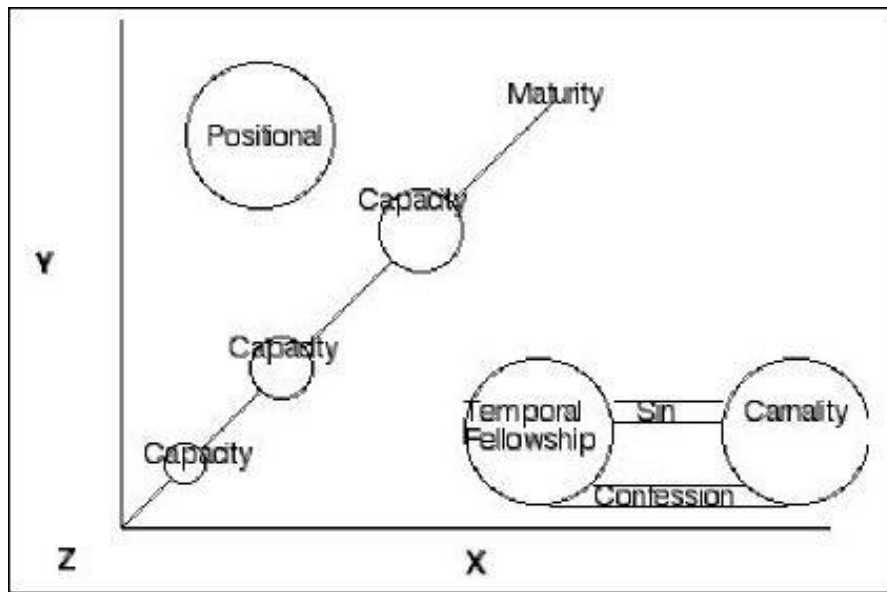 Maturity
Positional
Capacity
Y
Capacity
Temporal
Fellowship
Sin
Carnality
Capacity
Confession
Z
X